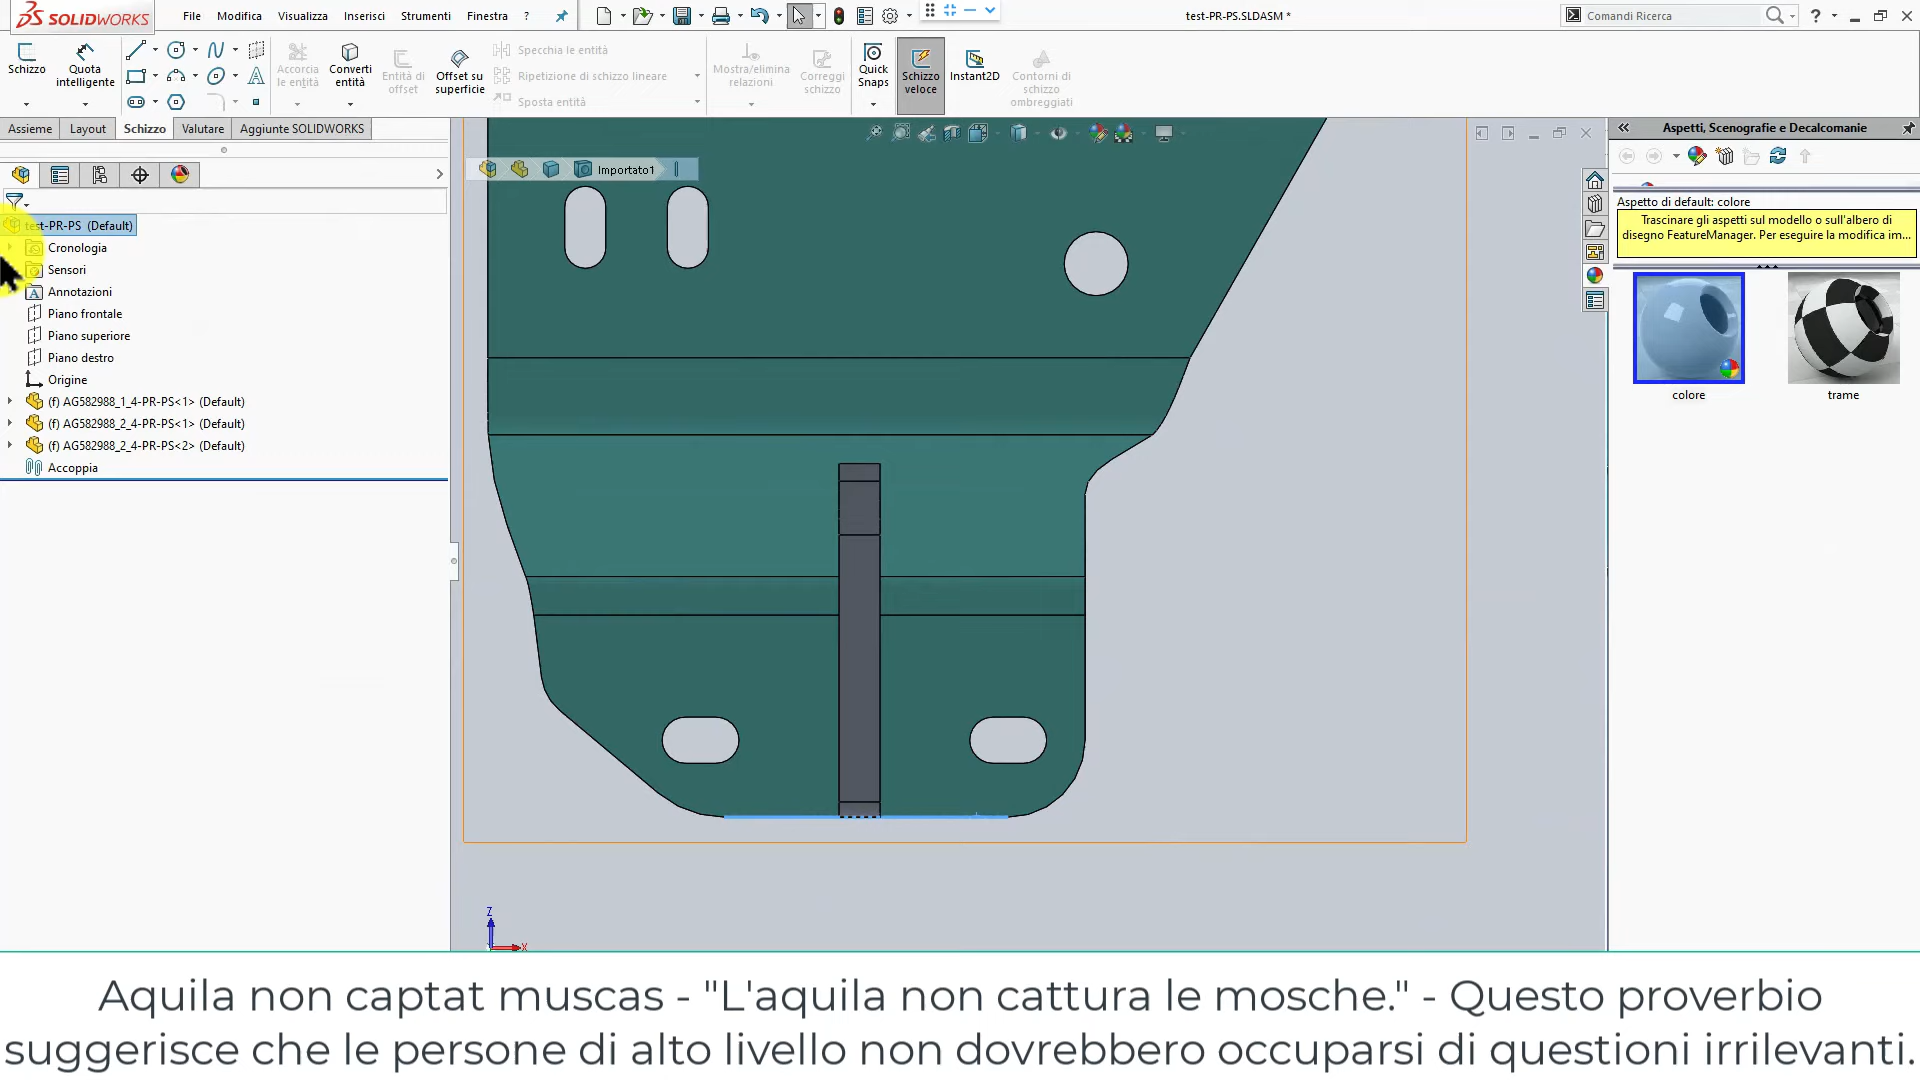 SOLIDWORKS
File
Modifica
Visualizza
Inserisci
Strumenti
Finestra
?
test-PR-PS.SLDASM *
Comandi Ricerca
?
Schizzo
Quota intelligente
Accorcia le entità
Converti entità
Entità di offset
Offset su superficie
Specchia le entità
Ripetizione di schizzo lineare
Sposta entità
Mostra/elimina relazioni
Correggi schizzo
Quick Snaps
Schizzo veloce
Instant2D
Contorni di schizzo ombreggiati
Assieme
Layout
Schizzo
Valutare
Aggiunte SOLIDWORKS
test-PR-PS (Default)
Cronologia
Sensori
Annotazioni
Piano frontale
Piano superiore
Piano destro
Origine
(f) AG582988_1_4-PR-PS<1> (Default)
(f) AG582988_2_4-PR-PS<1> (Default)
(f) AG582988_2_4-PR-PS<2> (Default)
Accoppia
Importato1
Z
X
Aspetti, Scenografie e Decalcomanie
Aspetto di default: colore
Trascinare gli aspetti sul modello o sull'albero di
disegno FeatureManager. Per eseguire la modifica im...
colore
trame
Aquila non captat muscas - "L'aquila non cattura le mosche." - Questo proverbio
suggerisce che le persone di alto livello non dovrebbero occuparsi di questioni irrilevanti.